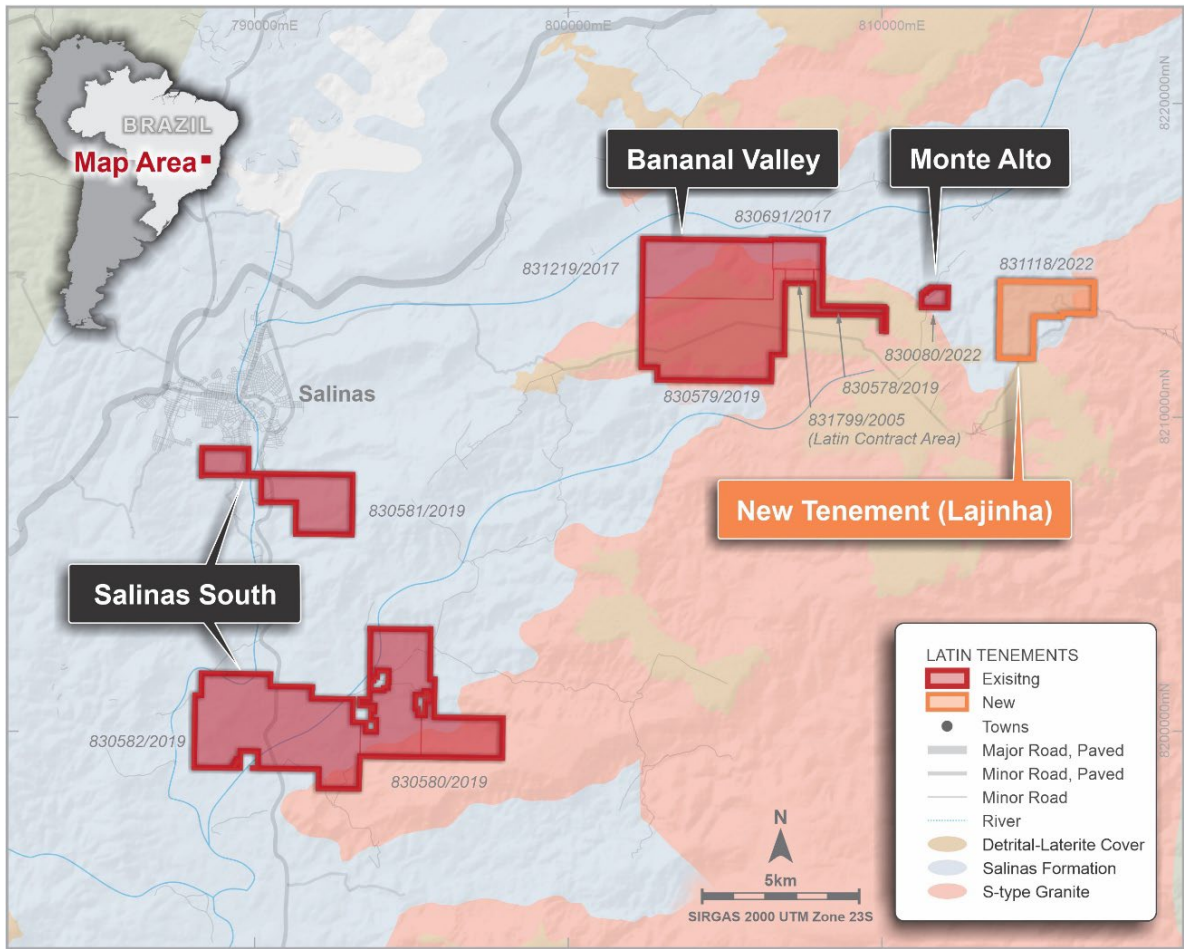 790000mE
800000mE
810000mE
8220000mN
BRAZIL
Map Area
Bananal Valley
Monte Alto
830691/2017
831219/2017
831118/2022
830080/2022
830579/2019
830578/2019
831799/2005
(Latin Contract Area)
8210000mN
Salinas
830581/2019
New Tenement (Lajinha)
Salinas South
830582/2019
830580/2019
8200000mN
LATIN TENEMENTS
Exisitng
New
Towns
Major Road, Paved
Minor Road, Paved
Minor Road
River
Detrital-Laterite Cover
Salinas Formation
S-type Granite
N
5km
SIRGAS 2000 UTM Zone 23S